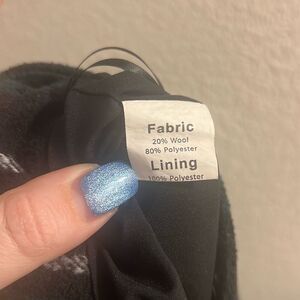 Fabric
20% Wool
80% Polyester
Lining
100% Polyester